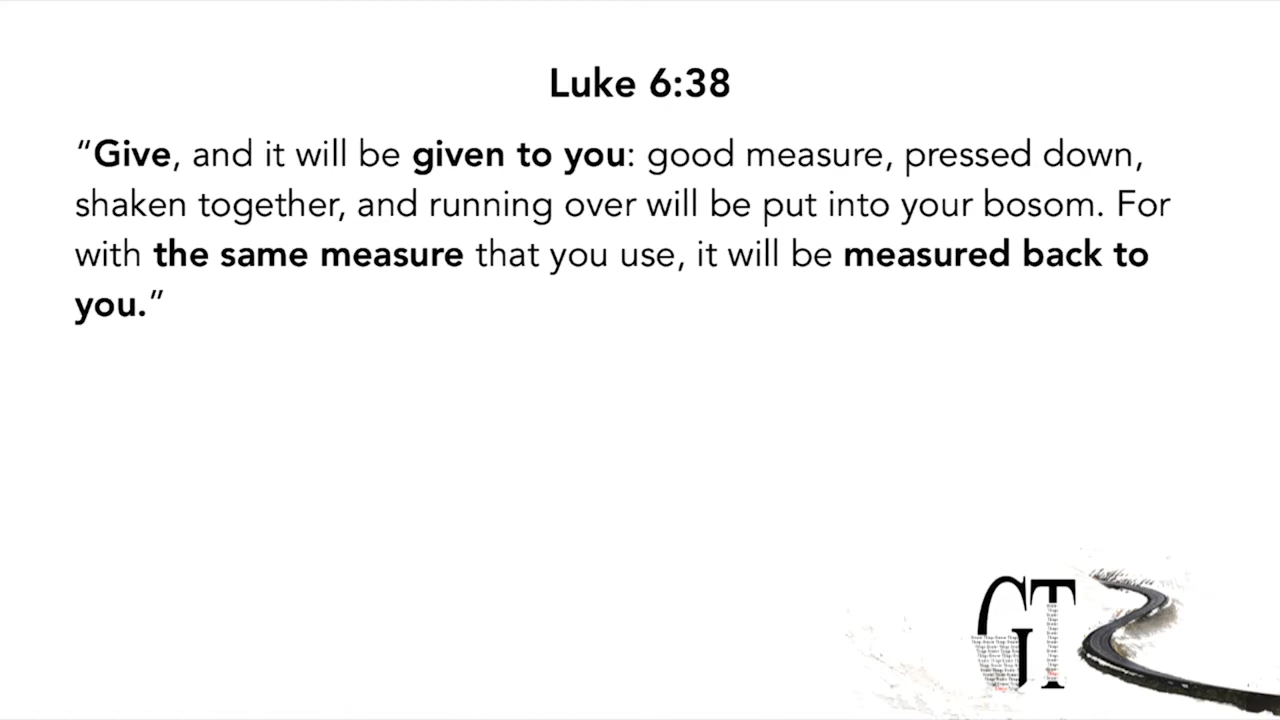 Luke 6:38
“Give, and it will be given to you: good measure, pressed down,
shaken together, and running over will be put into your bosom. For
with the same measure that you use, it will be measured back to
you.”
GT